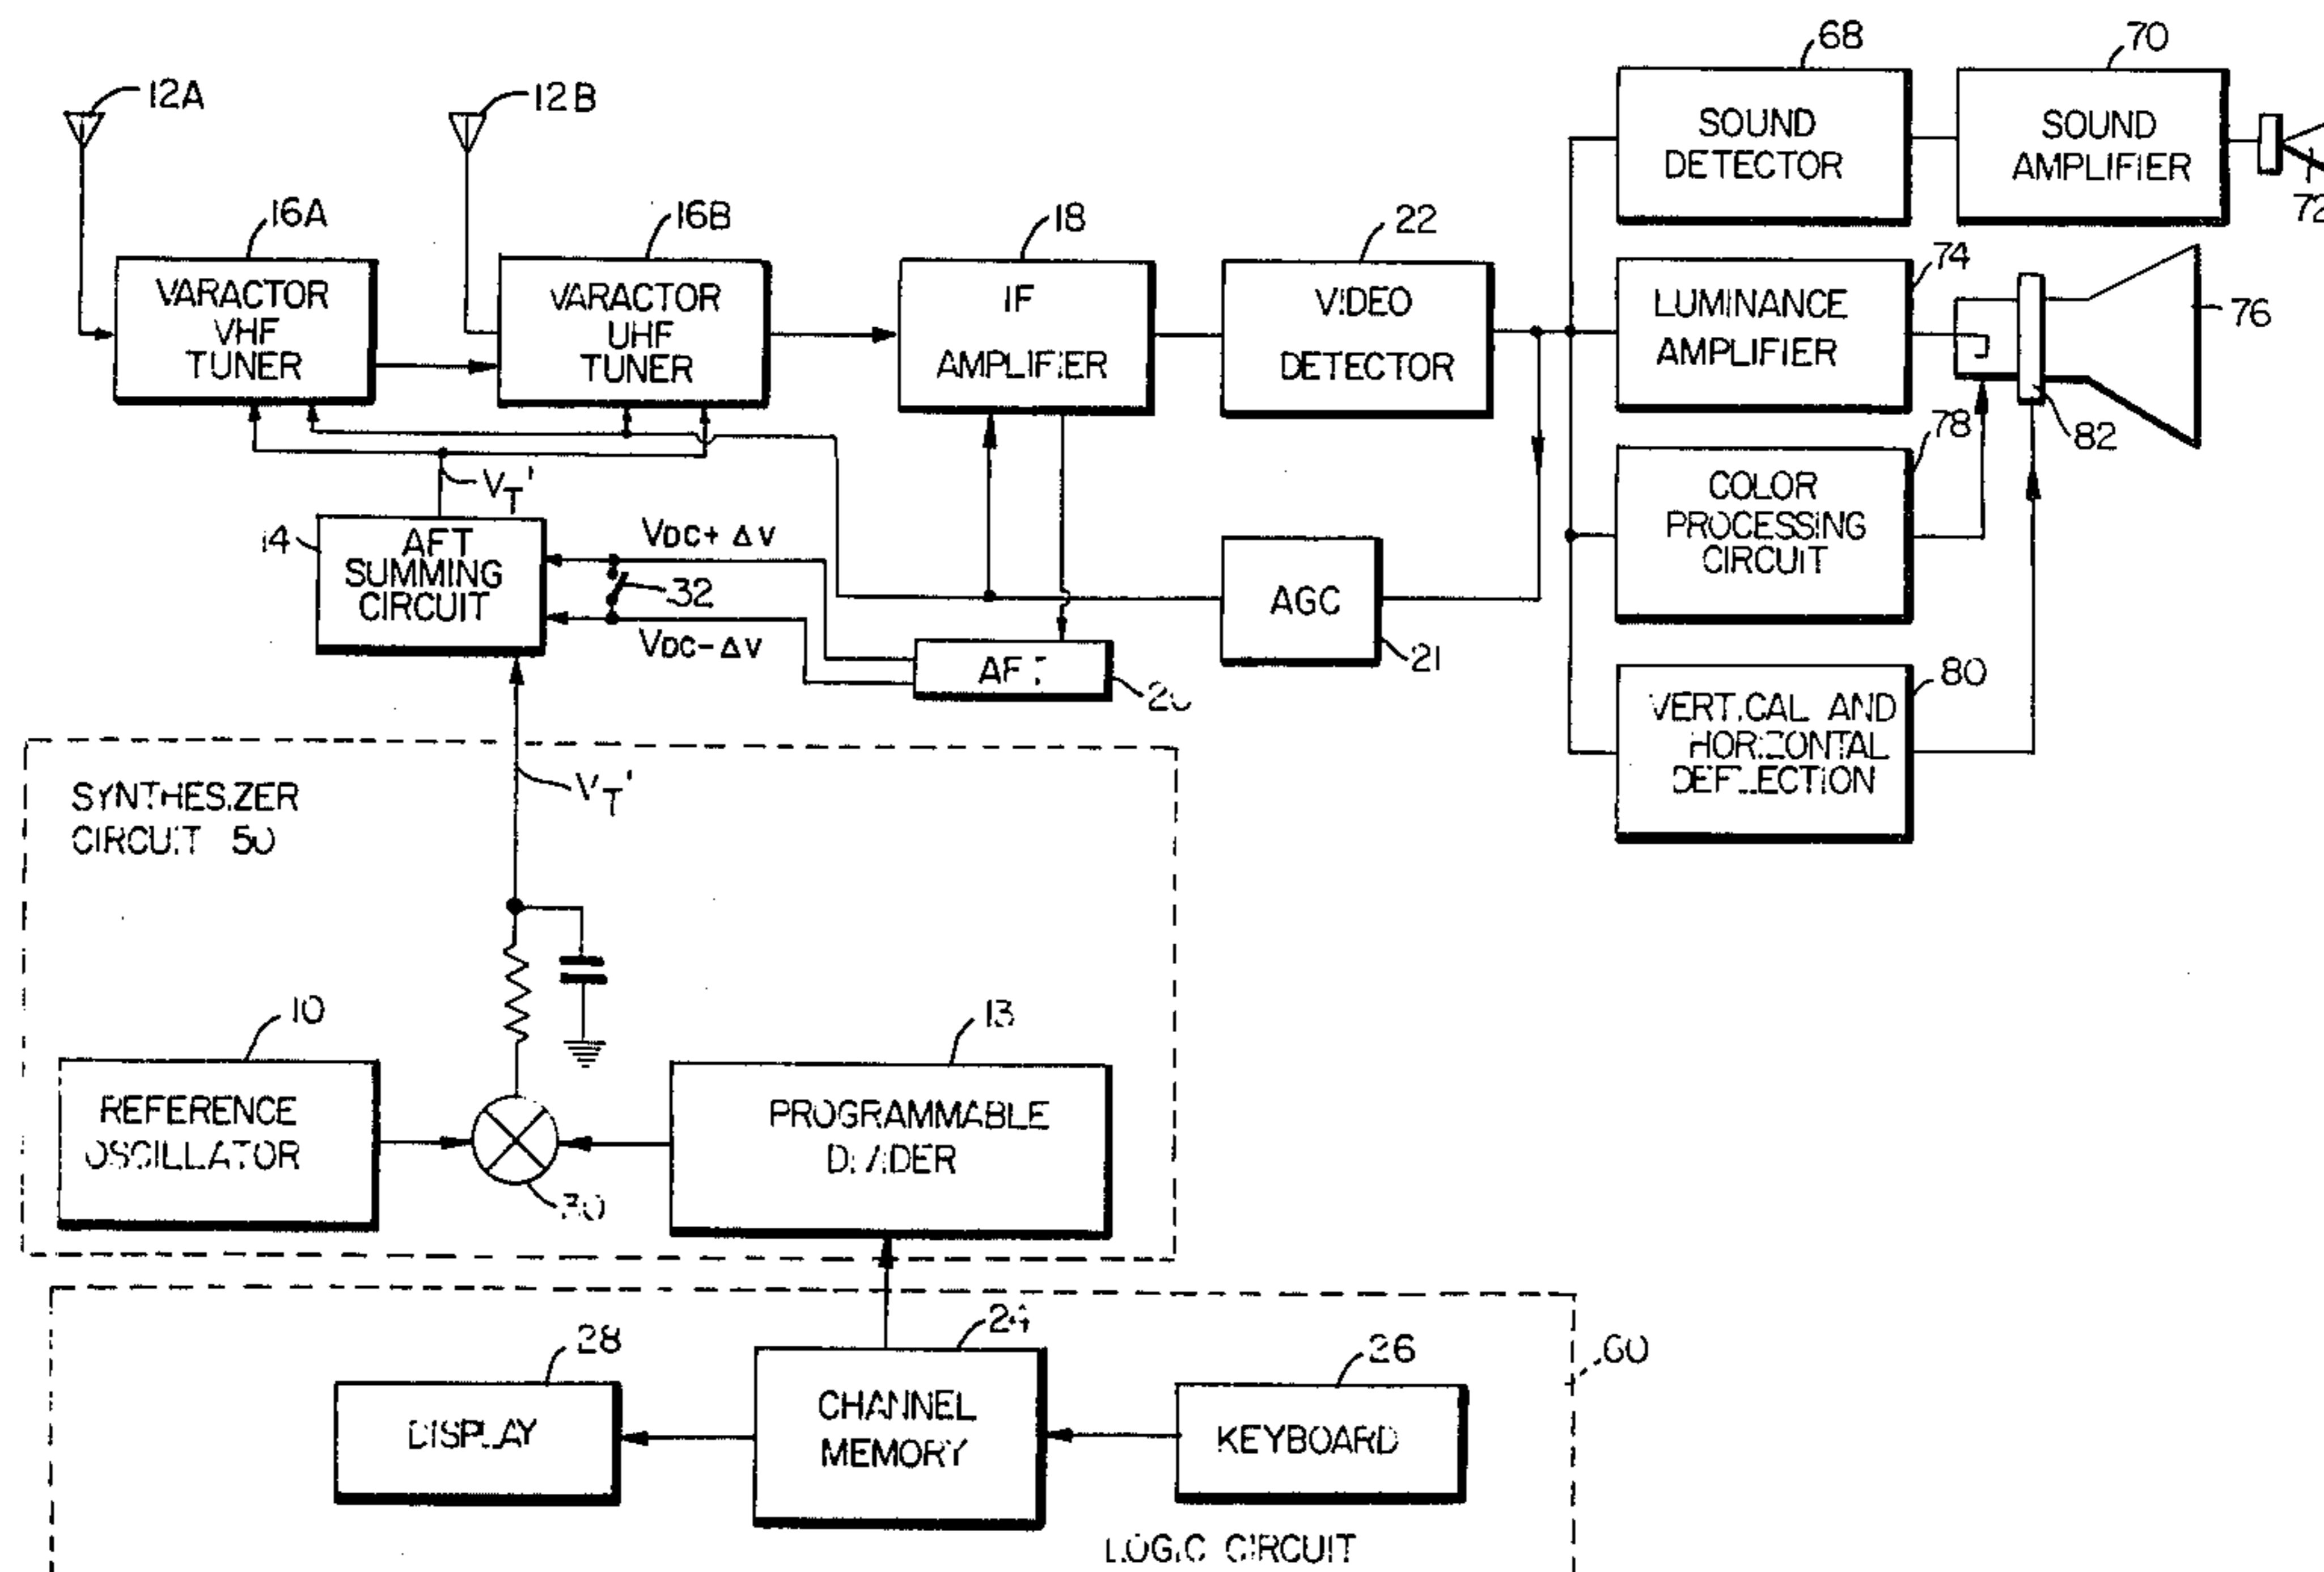 12A
12B
68
70
SOUND
DETECTOR
SOUND
AMPLIFIER
72
16A
16B
18
22
VARACTOR
VHF
TUNER
VARACTOR
UHF
TUNER
IF
AMPLIFIER
VIDEO
DETECTOR
74
LUMINANCE
AMPLIFIER
76
82
78
COLOR
PROCESSING
CIRCUIT
VT'
14
AFT
SUMMING
CIRCUIT
VDC+ ΔV
32
VDC- ΔV
AGC
21
AFT
80
VERTICAL AND
HORIZONTAL
DEFLECTION
SYNTHESIZER
CIRCUIT 50
VT'
10
13
REFERENCE
OSCILLATOR
30
PROGRAMMABLE
DIVIDER
24
28
26
60
DISPLAY
CHANNEL
MEMORY
KEYBOARD
LOGIC CIRCUIT